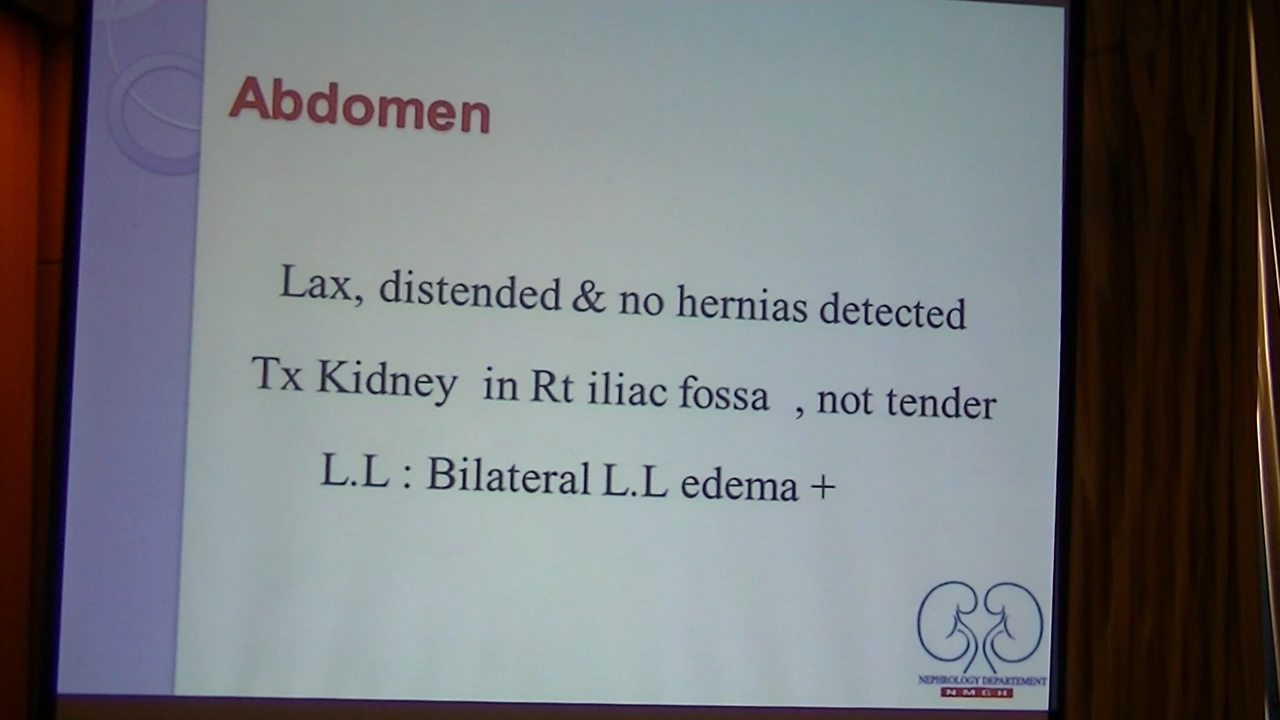 Abdomen
Lax, distended & no hernias detected
Tx Kidney in Rt iliac fossa , not tender
L.L : Bilateral L.L edema +
NEPHROLOGY DEPARTEMENT
N M G H